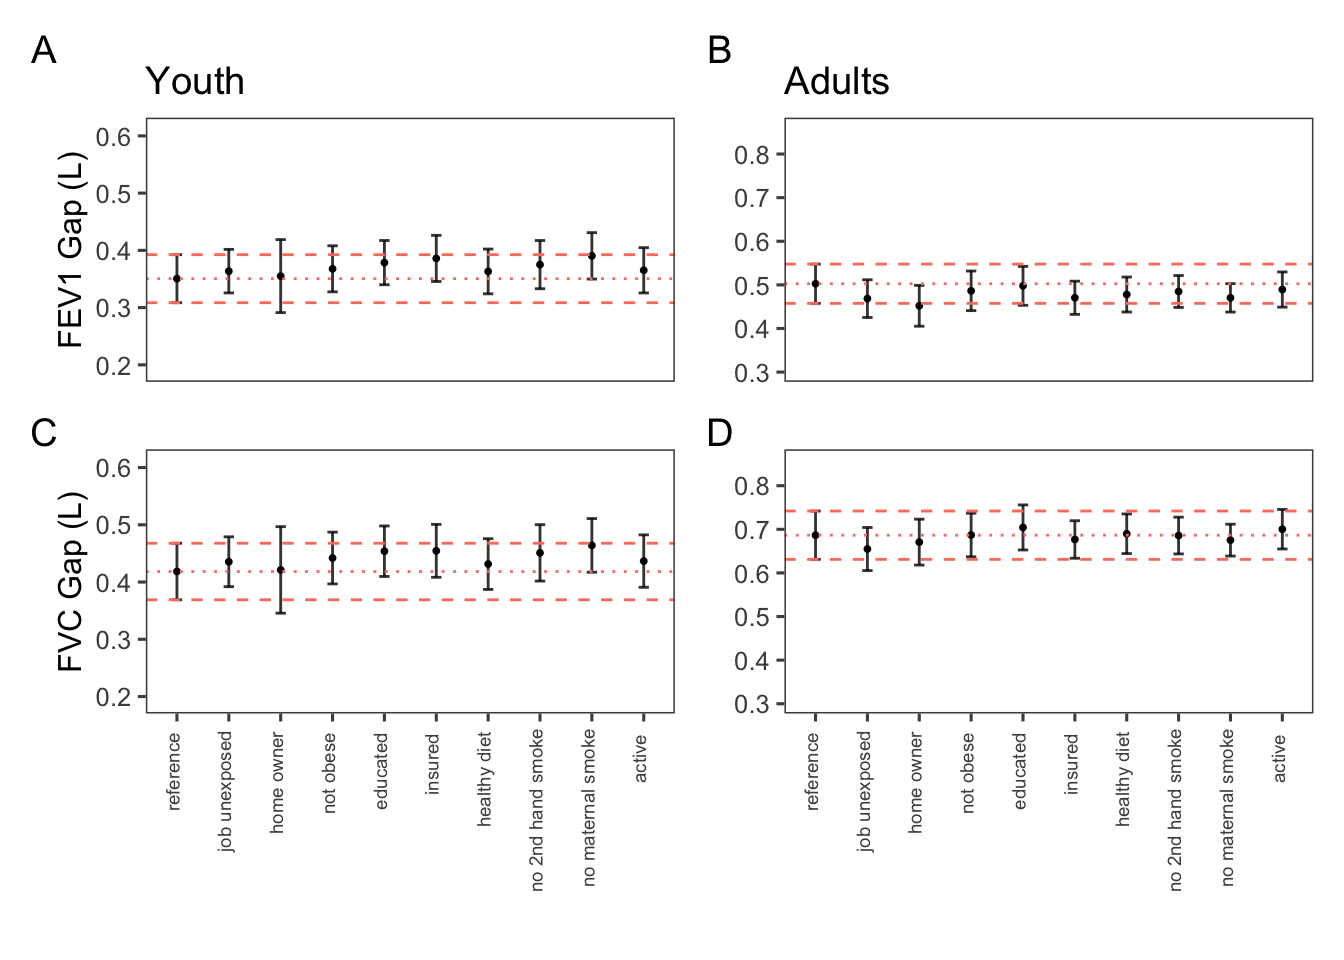 A
Youth
FEV1 Gap (L)
0.6
0.5
0.4
0.3
0.2
B
Adults
0.8
0.7
0.6
0.5
0.4
0.3
C
FVC Gap (L)
0.6
0.5
0.4
0.3
0.2
reference
job unexposed
home owner
not obese
educated
insured
healthy diet
no 2nd hand smoke
no maternal smoke
active
D
0.8
0.7
0.6
0.5
0.4
0.3
reference
job unexposed
home owner
not obese
educated
insured
healthy diet
no 2nd hand smoke
no maternal smoke
active